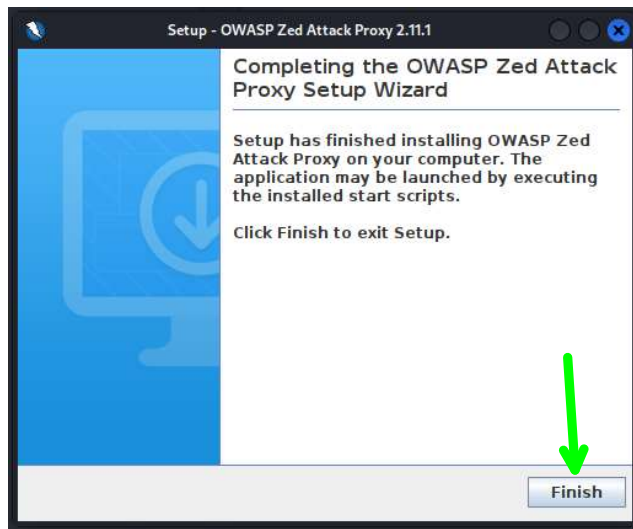 Setup - OWASP Zed Attack Proxy 2.11.1
Completing the OWASP Zed Attack
Proxy Setup Wizard
Setup has finished installing OWASP Zed
Attack Proxy on your computer. The
application may be launched by executing
the installed start scripts.
Click Finish to exit Setup.
Finish